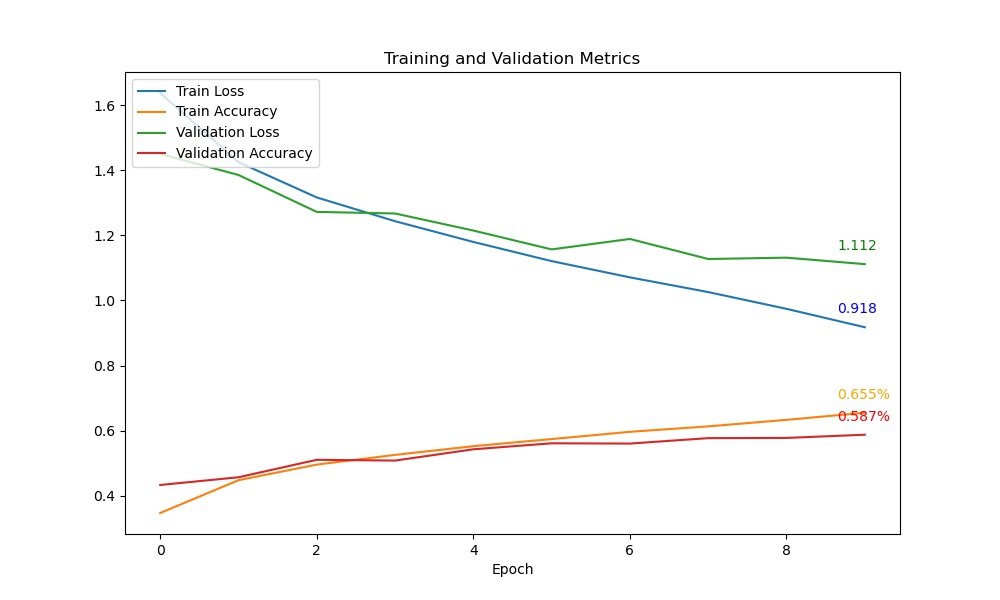 Training and Validation Metrics
Train Loss
Train Accuracy
Validation Loss
Validation Accuracy
1.6
1.4
1.2
1.0
0.8
0.6
0.4
1.112
0.918
0.655%
0.587%
0 2 4 6 8
Epoch